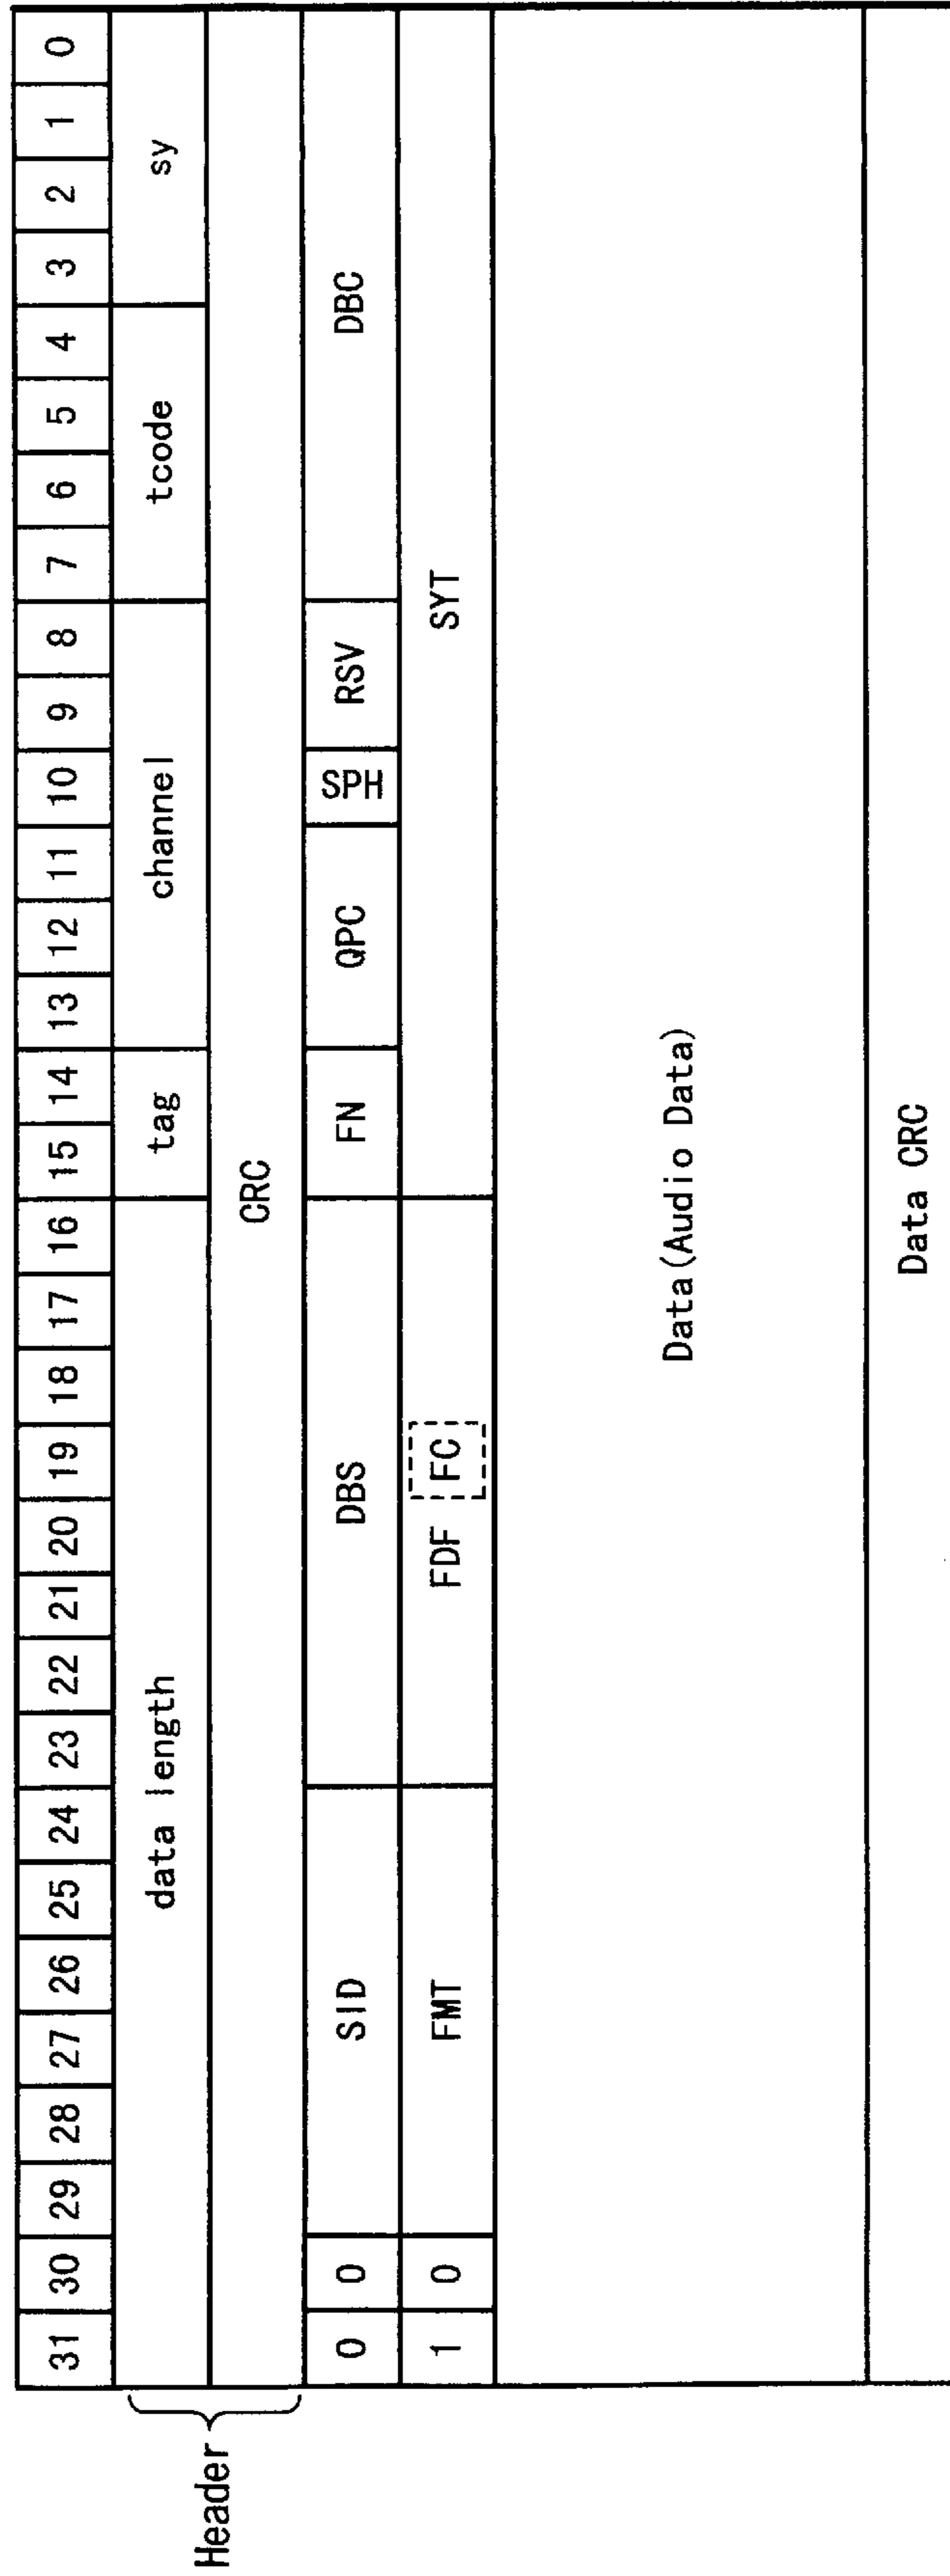 31 30 29 28 27 26 25 24 23 22 21 20 19 18 17 16 15 14 13 12 11 10 9 8 7 6 5 4 3 2 1 0
Header
data length tag channel tcode sy
CRC
0 0 SID DBS FN QPC SPH RSV DBC
1 0 FMT FDF FC SYT
Data(Audio Data)
Data CRC